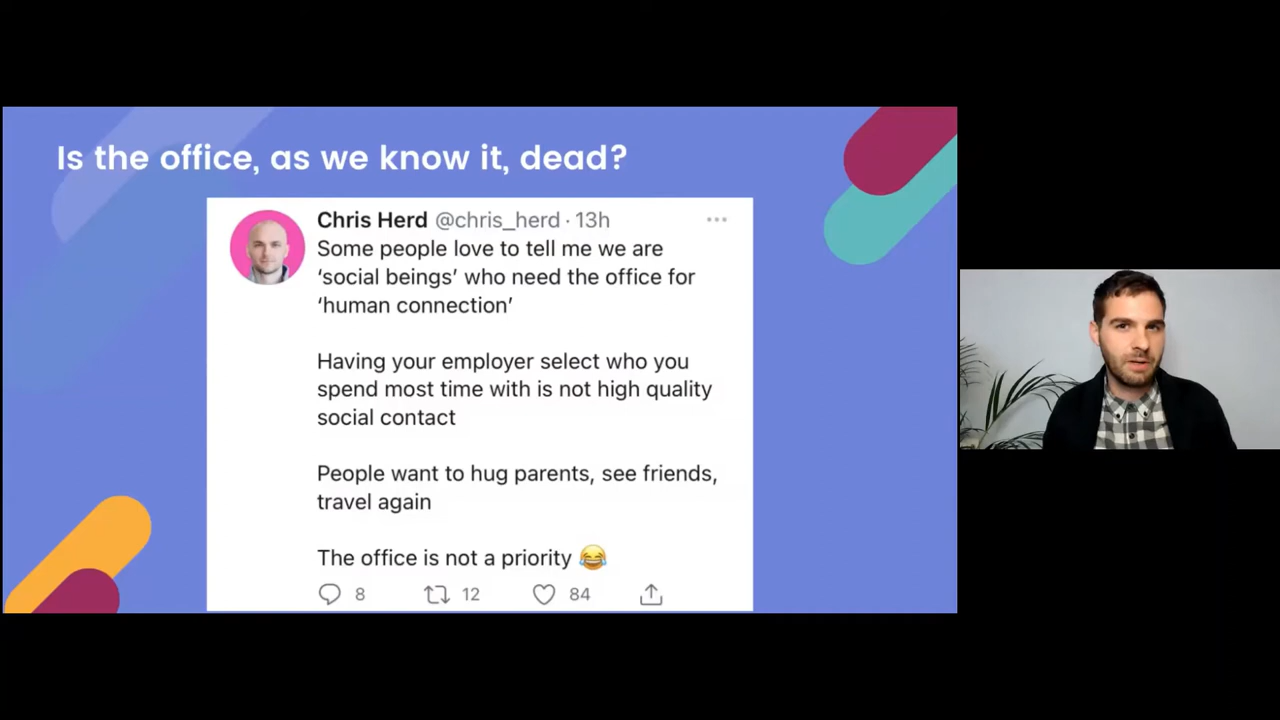 Is the office, as we know it, dead?
Chris Herd @chris_herd · 13h
Some people love to tell me we are
‘social beings’ who need the office for
‘human connection’
Having your employer select who you
spend most time with is not high quality
social contact
People want to hug parents, see friends,
travel again
The office is not a priority 😂
8 12 84